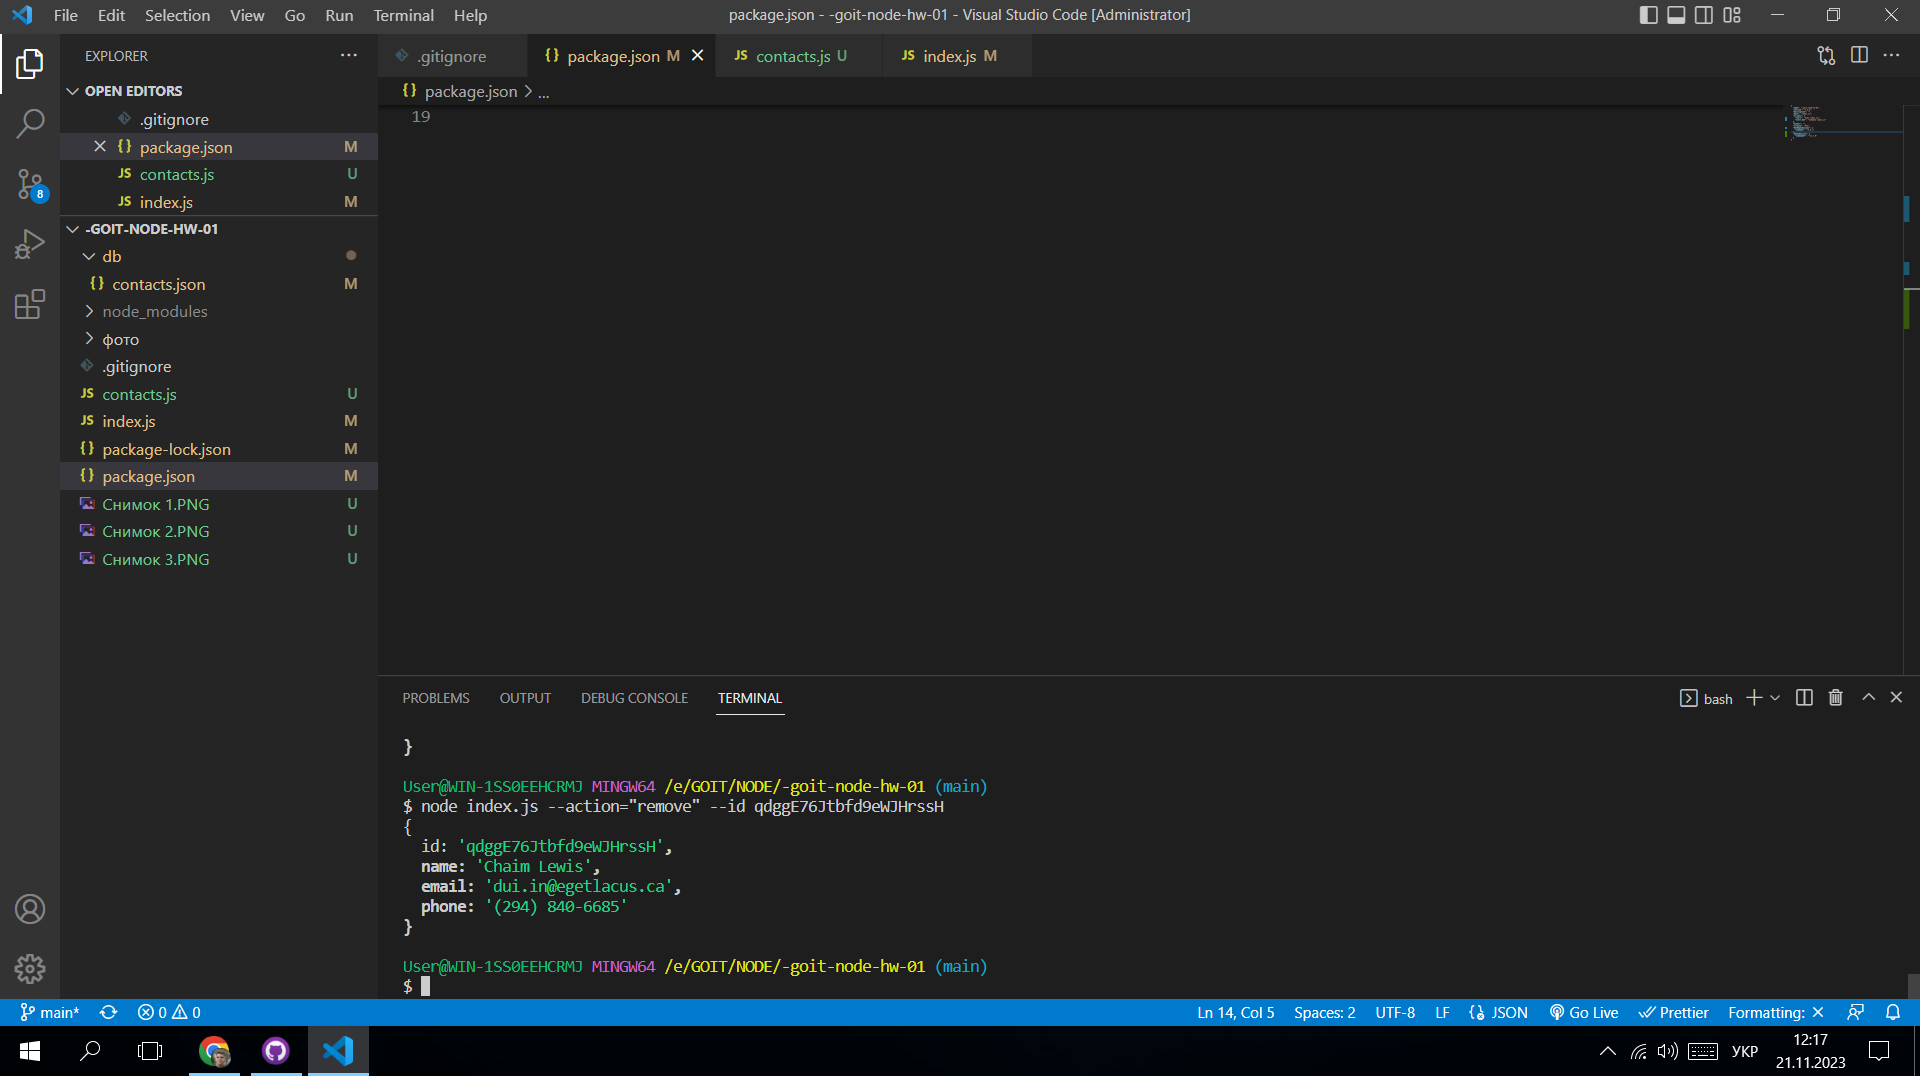 File Edit Selection View Go Run Terminal Help
package.json - -goit-node-hw-01 - Visual Studio Code [Administrator]
EXPLORER
OPEN EDITORS
.gitignore
package.json M
JS contacts.js U
JS index.js M
-GOIT-NODE-HW-01
db
contacts.json M
node_modules
фото
.gitignore
JS contacts.js U
JS index.js M
package-lock.json M
package.json M
Снимок 1.PNG U
Снимок 2.PNG U
Снимок 3.PNG U
8
.gitignore
{} package.json M
JS contacts.js U
JS index.js M
{} package.json > ...
19
PROBLEMS OUTPUT DEBUG CONSOLE TERMINAL
bash
}
User@WIN-1SS0EEHCRMJ MINGW64 /e/GOIT/NODE/-goit-node-hw-01 (main)
$ node index.js --action="remove" --id qdggE76Jtbfd9eWJHrssH
{
id: 'qdggE76Jtbfd9eWJHrssH',
name: 'Chaim Lewis',
email: 'dui.in@egetlacus.ca',
phone: '(294) 840-6685'
}
User@WIN-1SS0EEHCRMJ MINGW64 /e/GOIT/NODE/-goit-node-hw-01 (main)
$
main* 0 0
Ln 14, Col 5 Spaces: 2 UTF-8 LF JSON Go Live Prettier Formatting: ✕
УКР
12:17
21.11.2023